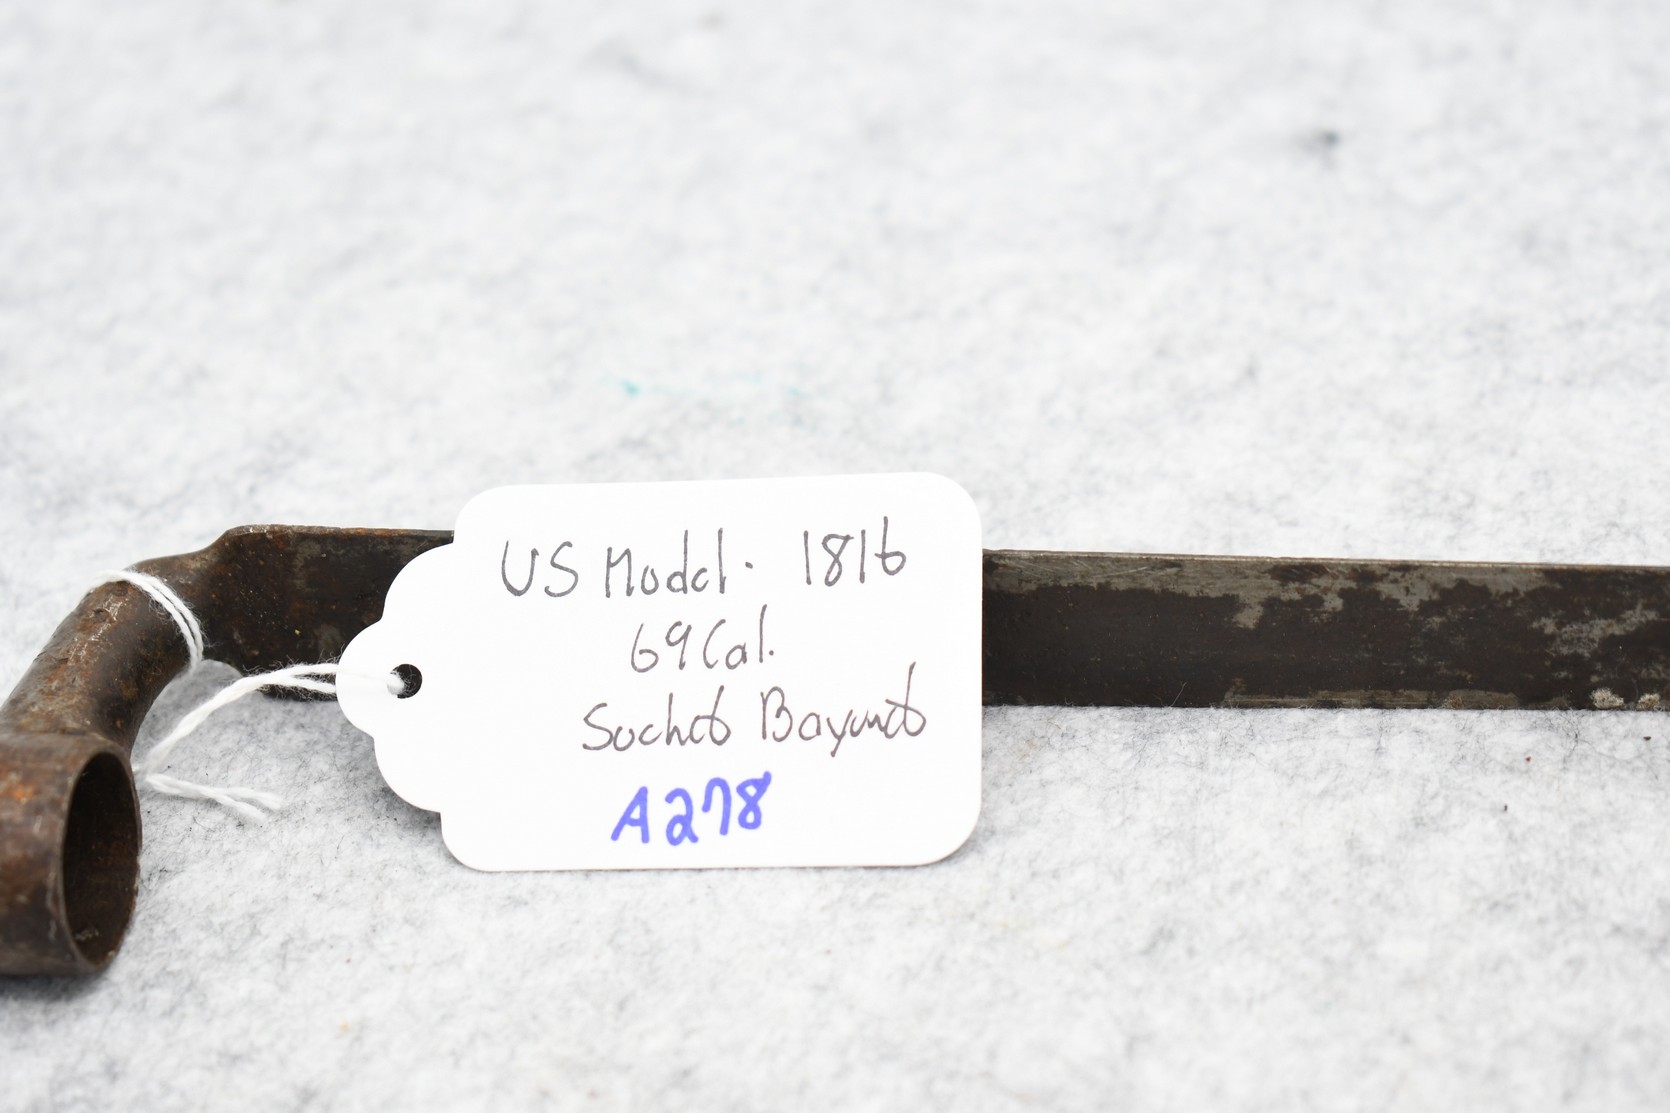 US Model. 1816
69 Cal.
Socket Bayonet
A278